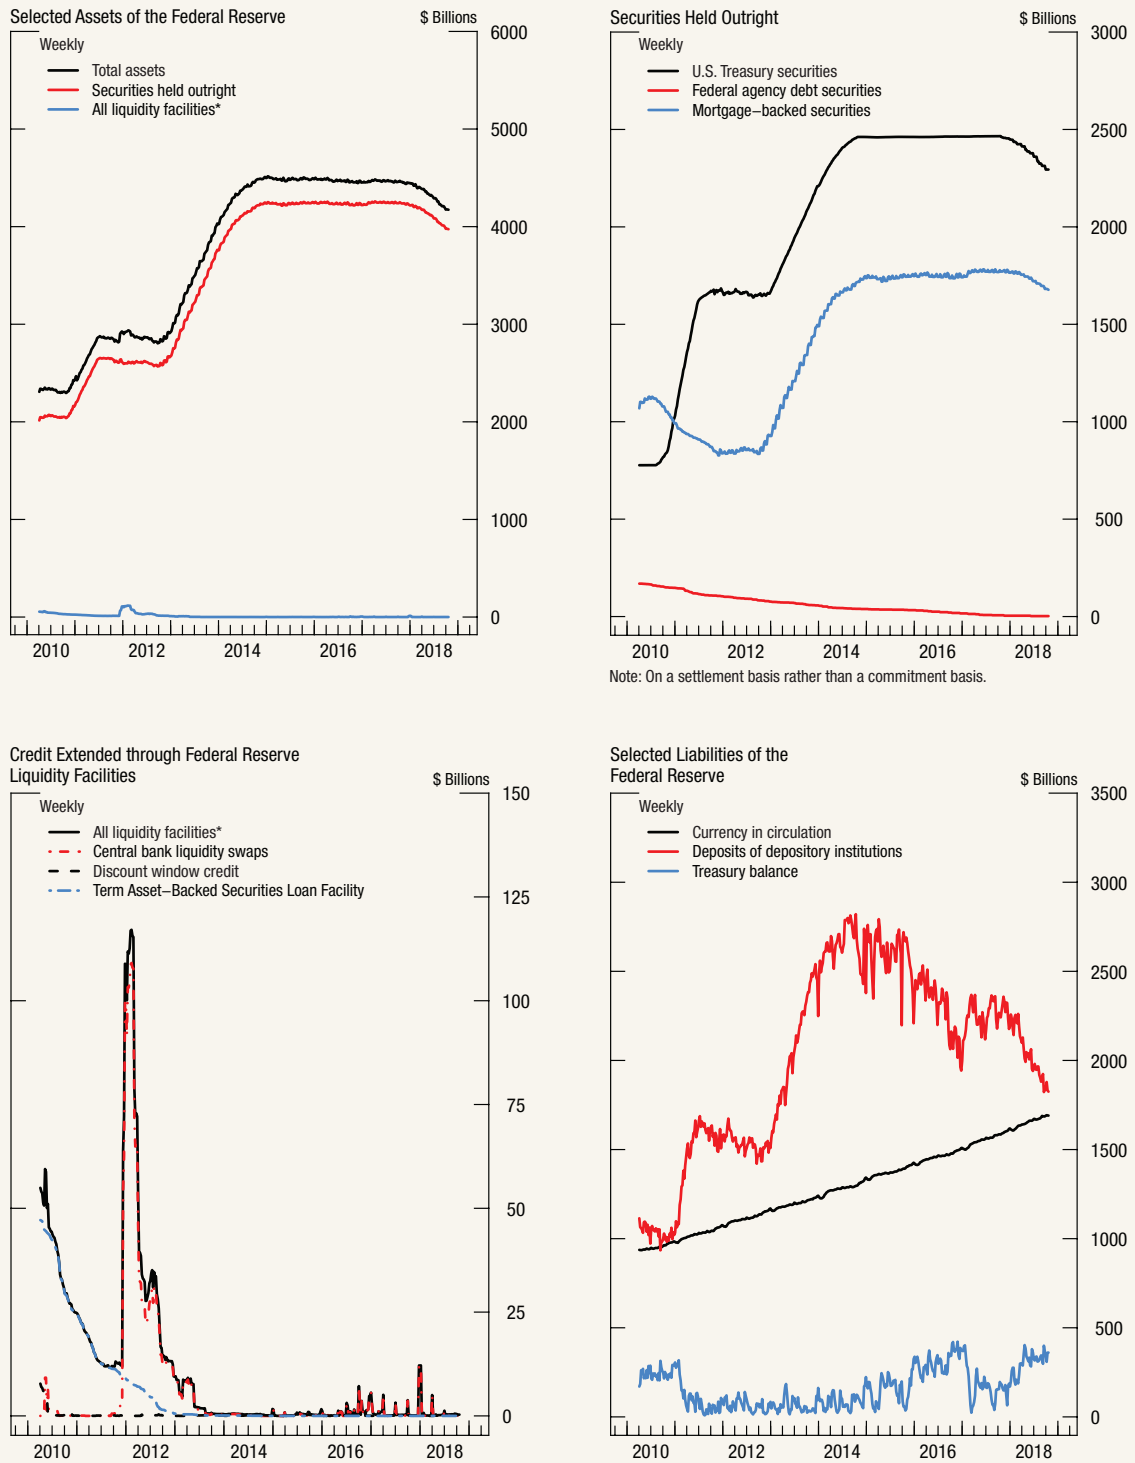 Selected Assets of the Federal Reserve
$ Billions
Weekly
Total assets
Securities held outright
All liquidity facilities*
6000
5000
4000
3000
2000
1000
0
2010 2012 2014 2016 2018
Securities Held Outright
$ Billions
Weekly
U.S. Treasury securities
Federal agency debt securities
Mortgage–backed securities
3000
2500
2000
1500
1000
500
0
2010 2012 2014 2016 2018
Note: On a settlement basis rather than a commitment basis.
Credit Extended through Federal Reserve
Liquidity Facilities
$ Billions
Weekly
All liquidity facilities*
Central bank liquidity swaps
Discount window credit
Term Asset–Backed Securities Loan Facility
150
125
100
75
50
25
0
2010 2012 2014 2016 2018
Selected Liabilities of the
Federal Reserve
$ Billions
Weekly
Currency in circulation
Deposits of depository institutions
Treasury balance
3500
3000
2500
2000
1500
1000
500
0
2010 2012 2014 2016 2018